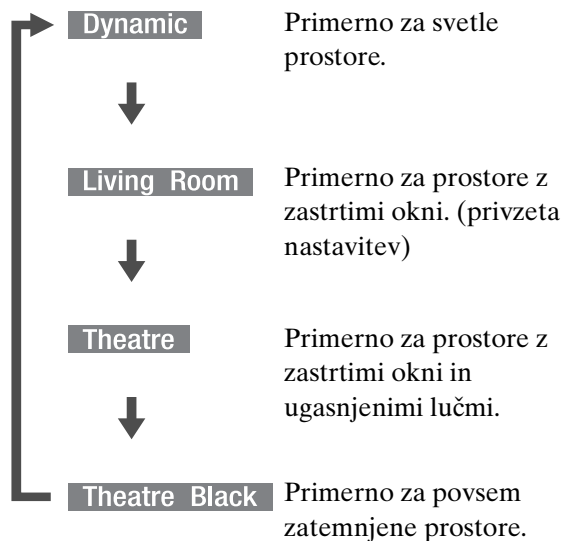 Dynamic
Primerno za svetle
prostore.
Living Room
Primerno za prostore z
zastrtimi okni. (privzeta
nastavitev)
Theatre
Primerno za prostore z
zastrtimi okni in
ugasnjenimi lučmi.
Theatre Black
Primerno za povsem
zatemnjene prostore.